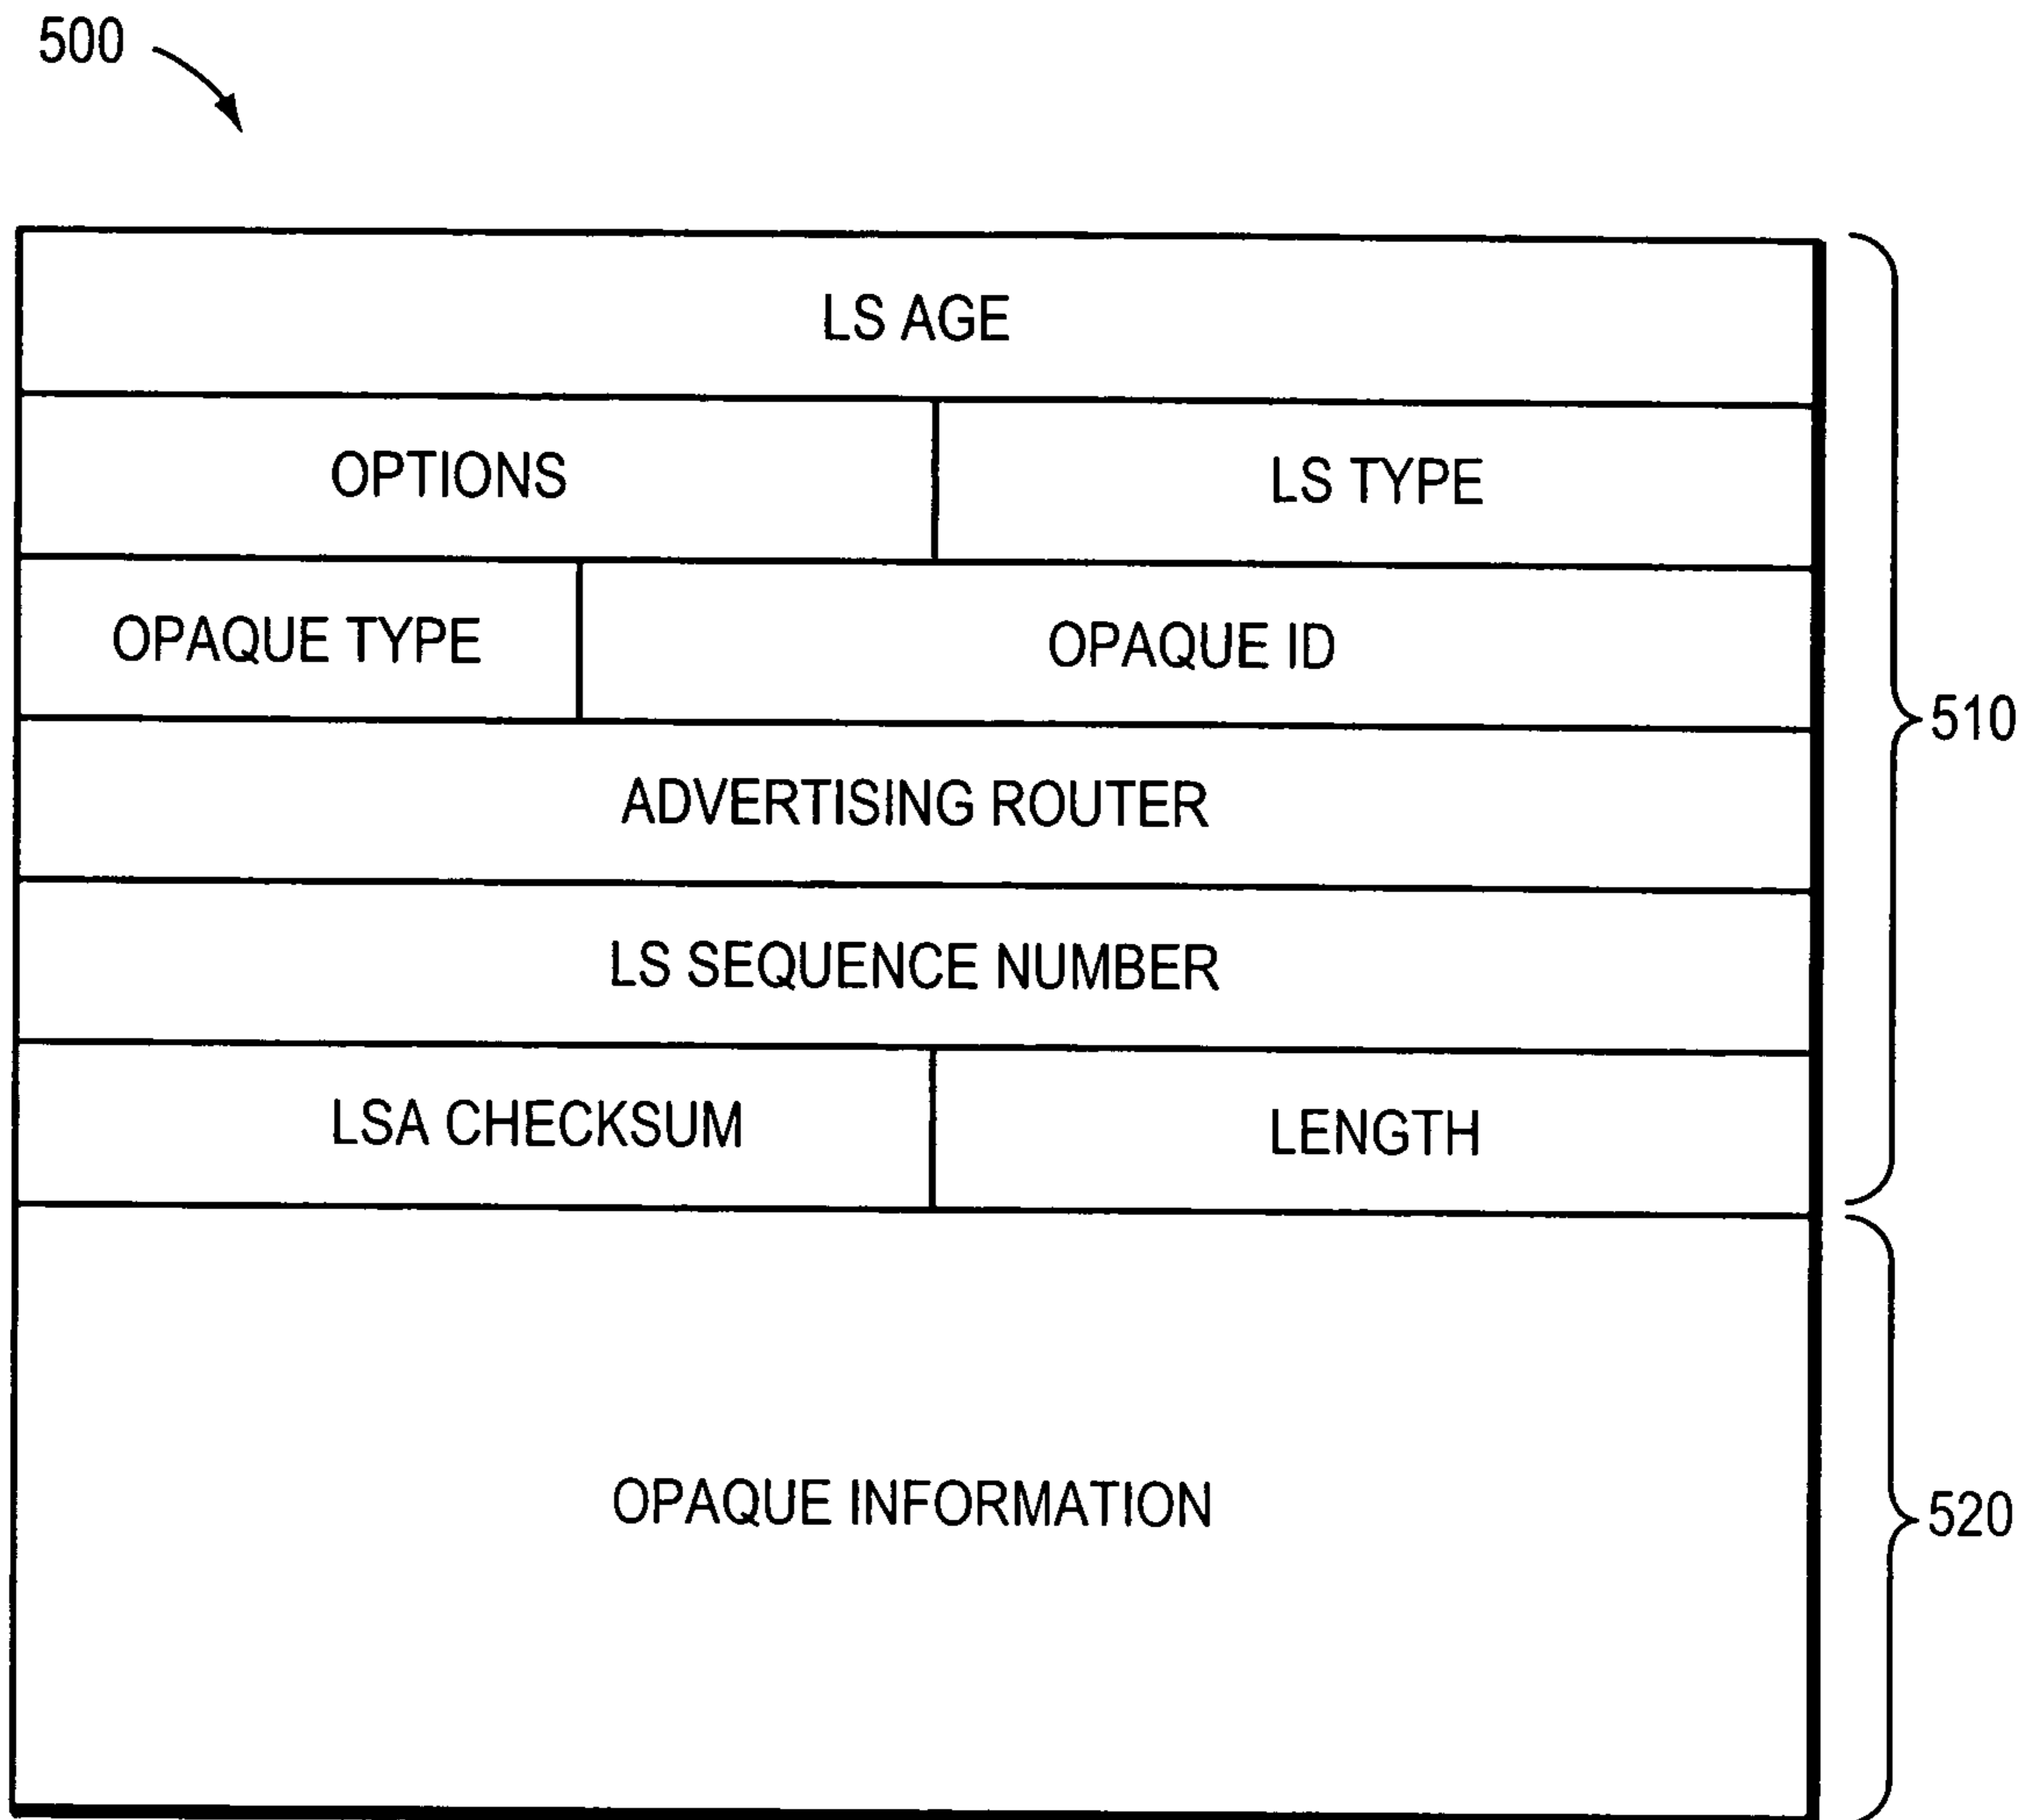 500
LS AGE
OPTIONS
LS TYPE
OPAQUE TYPE
OPAQUE ID
510
ADVERTISING ROUTER
LS SEQUENCE NUMBER
LSA CHECKSUM
LENGTH
OPAQUE INFORMATION
520